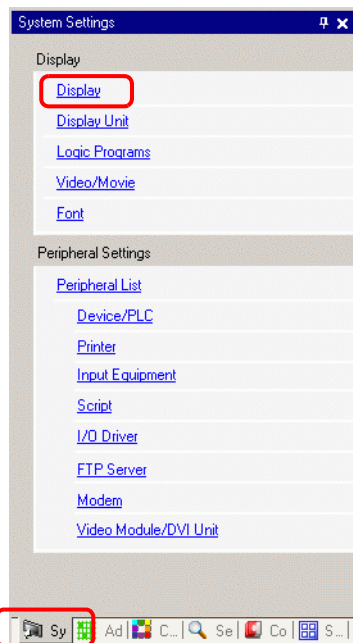 System Settings
Display
Display
Display Unit
Logic Programs
Video/Movie
Font
Peripheral Settings
Peripheral List
Device/PLC
Printer
Input Equipment
Script
I/O Driver
FTP Server
Modem
Video Module/DVI Unit
Sy Ad C... Se Co S...